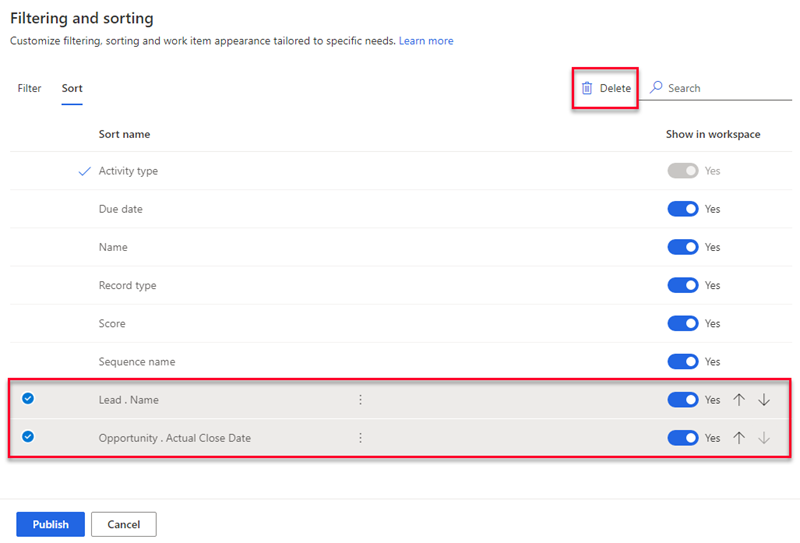 Filtering and sorting
Customize filtering, sorting and work item appearance tailored to specific needs. Learn more
Filter Sort Delete Search
Sort name Show in workspace
Activity type Yes
Due date Yes
Name Yes
Record type Yes
Score Yes
Sequence name Yes
Lead . Name Yes
Opportunity . Actual Close Date Yes
Publish Cancel